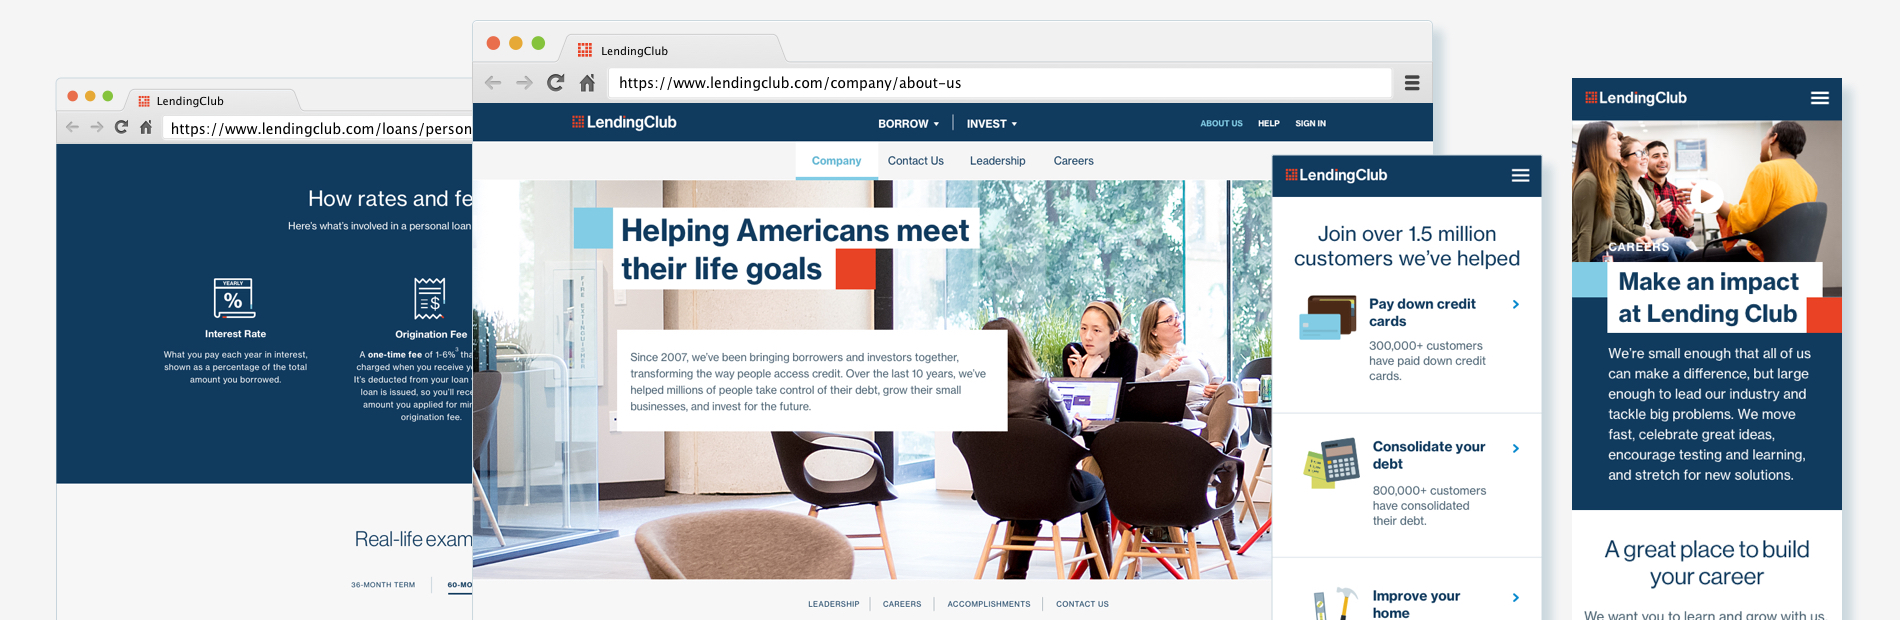 LendingClub
https://www.lendingclub.com/loans/person
How rates and fe
Here's what's involved in a personal loan
YEARLY
%
Interest Rate
What you pay each year in interest,
shown as a percentage of the total
amount you borrowed.
$
Origination Fee
A one-time fee of 1-6%³ tha
charged when you receive yo
It's deducted from your loan
loan is issued, so you'll rece
amount you applied for min
origination fee.
Real-life exam
36-MONTH TERM
60-MO
LendingClub
https://www.lendingclub.com/company/about-us
LendingClub
BORROW
INVEST
ABOUT US
HELP
SIGN IN
Company
Contact Us
Leadership
Careers
Helping Americans meet
their life goals
FIRE EXTINGUISHER
Since 2007, we've been bringing borrowers and investors together,
transforming the way people access credit. Over the last 10 years, we've
helped millions of people take control of their debt, grow their small
businesses, and invest for the future.
LEADERSHIP
CAREERS
ACCOMPLISHMENTS
CONTACT US
LendingClub
Join over 1.5 million
customers we've helped
Pay down credit
cards
300,000+ customers
have paid down credit
cards.
Consolidate your
debt
800,000+ customers
have consolidated
their debt.
Improve your
home
LendingClub
CAREERS
Make an impact
at Lending Club
We're small enough that all of us
can make a difference, but large
enough to lead our industry and
tackle big problems. We move
fast, celebrate great ideas,
encourage testing and learning,
and stretch for new solutions.
A great place to build
your career
We want you to learn and grow with us.